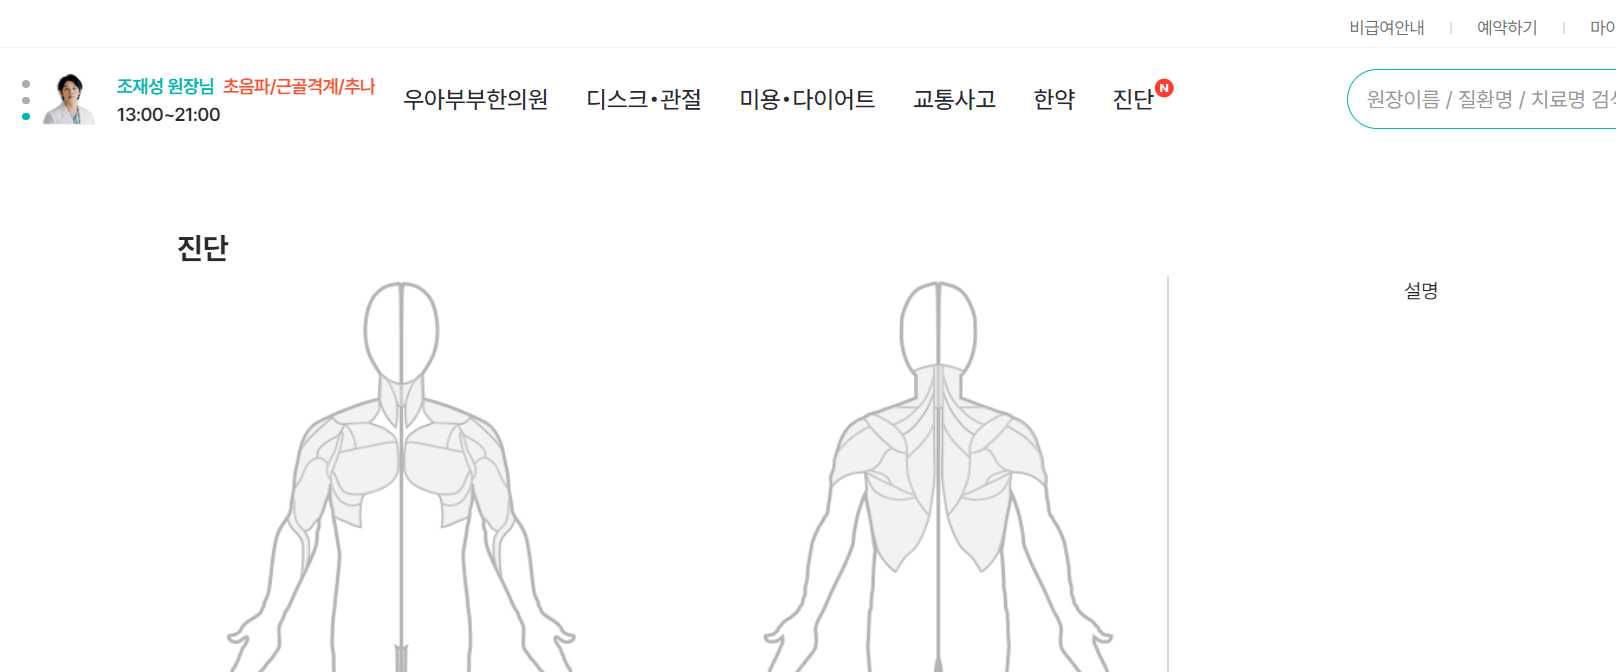 비급여안내 예약하기 마이
조재성 원장님 초음파/근골격계/추나
13:00~21:00
우아부부한의원 디스크•관절 미용•다이어트 교통사고 한약 진단 N
원장이름 / 질환명 / 치료명 검색
진단
설명